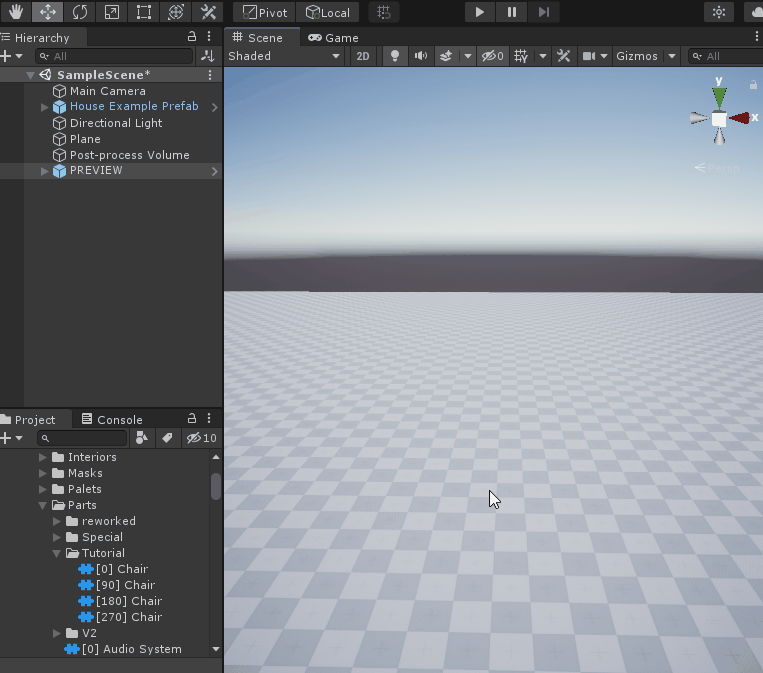 Pivot Local
Hierarchy
Scene Game
All
Shaded 2D 0 Gizmos All
SampleScene*
Main Camera
House Example Prefab
Directional Light
Plane
Post-process Volume
PREVIEW
y
x
Project Console
10
Interiors
Masks
Palets
Parts
reworked
Special
Tutorial
[0] Chair
[90] Chair
[180] Chair
[270] Chair
V2
[0] Audio System